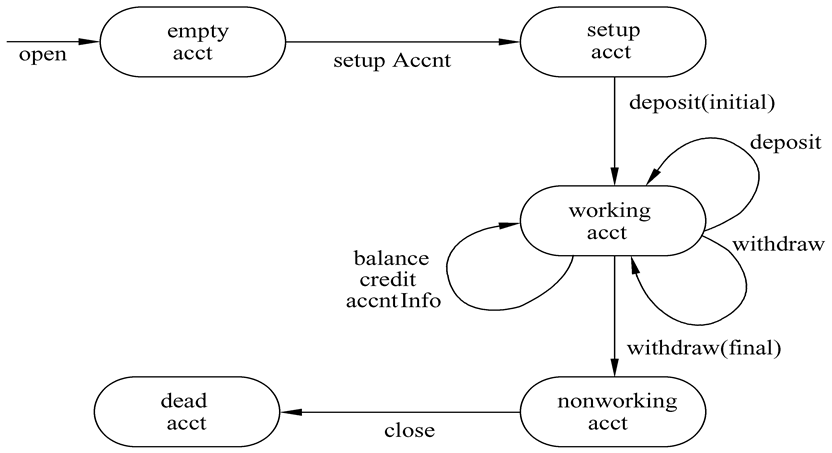 empty
acct
open
setup Accnt
setup
acct
deposit(initial)
deposit
working
acct
withdraw
balance
credit
accntInfo
withdraw(final)
dead
acct
close
nonworking
acct